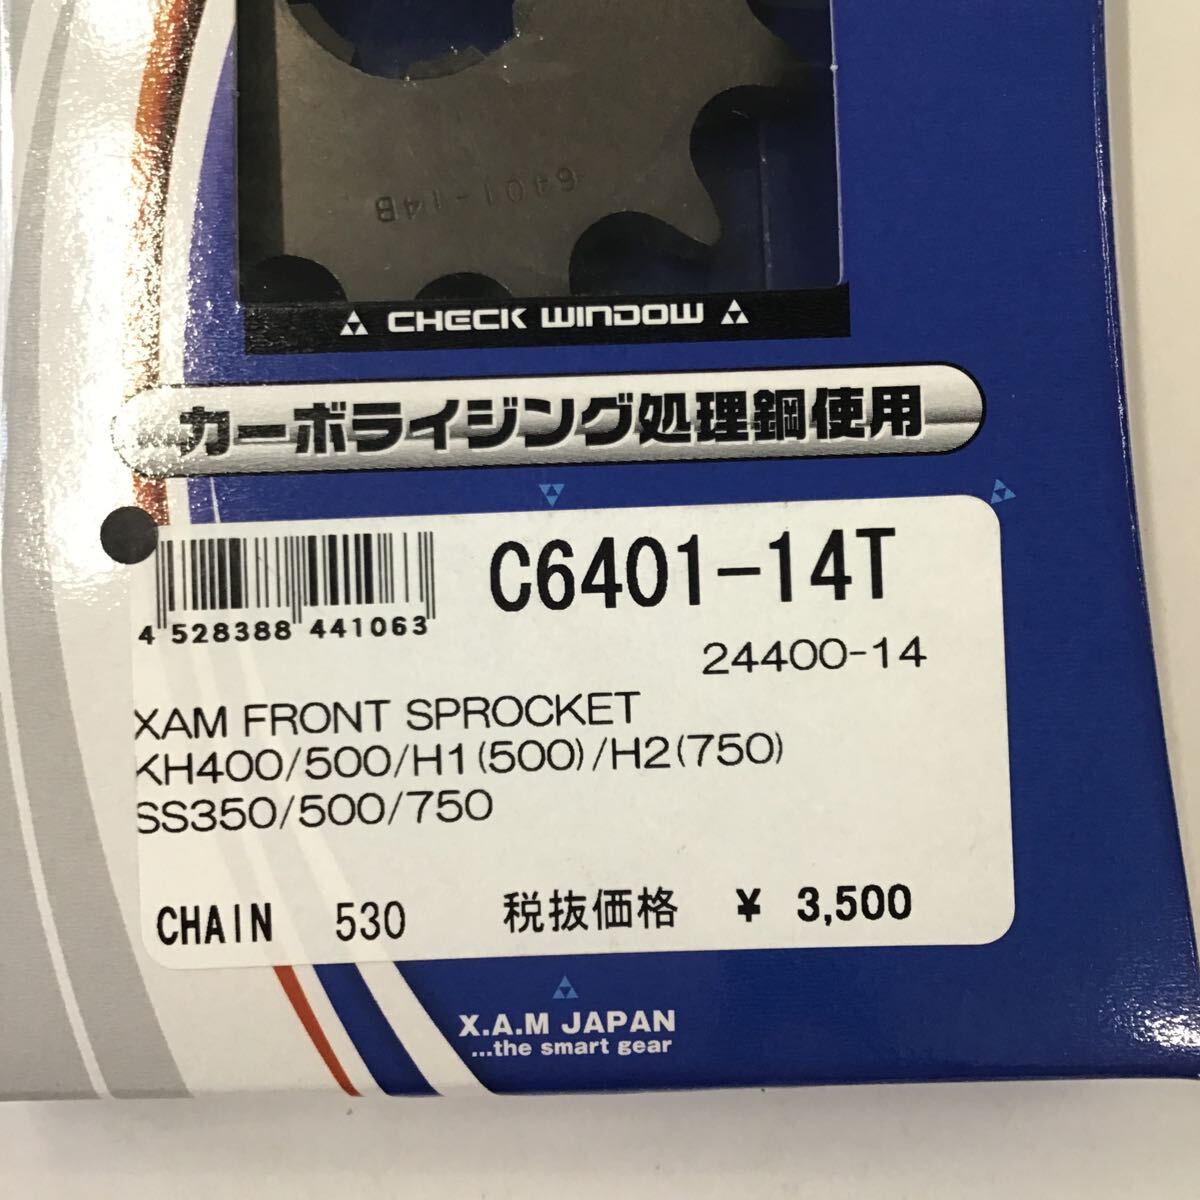 6401-14B
CHECK WINDOW
カーボライジング処理鋼使用
C6401-14T
4 528388 441063
24400-14
XAM FRONT SPROCKET
KH400/500/H1(500)/H2(750)
SS350/500/750
CHAIN 530 税抜価格 ¥ 3,500
X.A.M JAPAN
...the smart gear